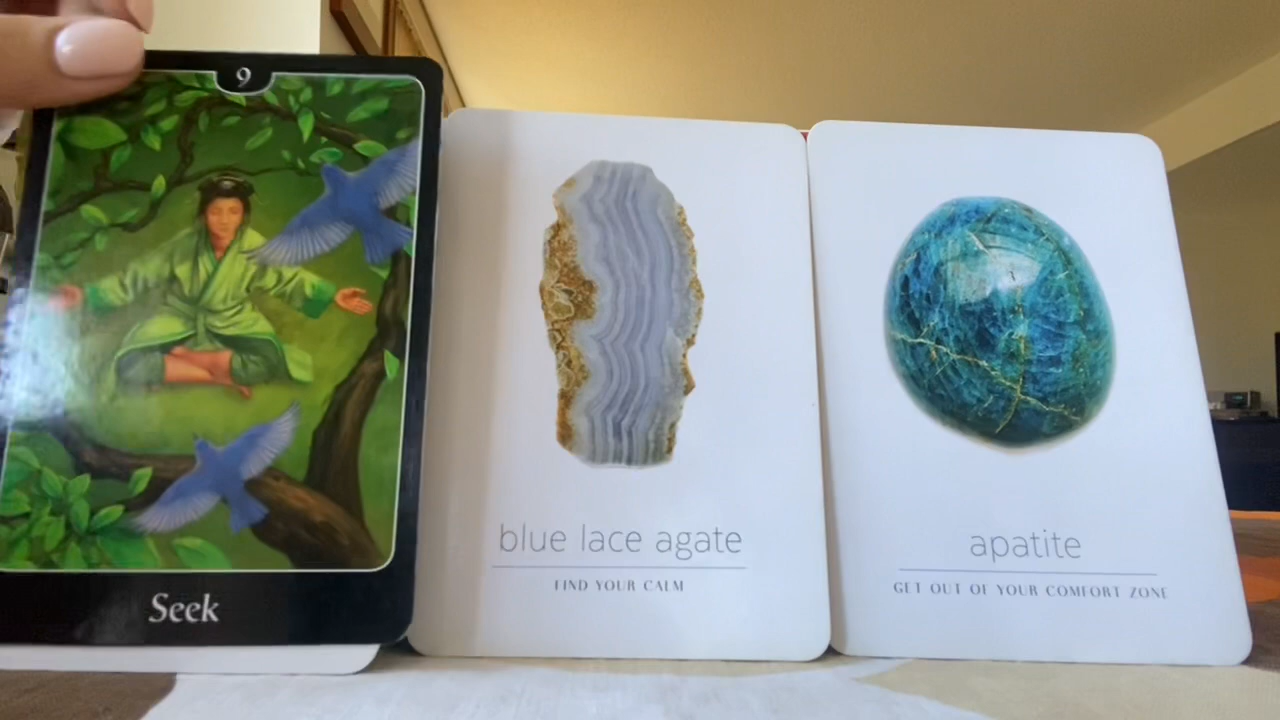 9
Seek
blue lace agate
FIND YOUR CALM
apatite
GET OUT OF YOUR COMFORT ZONE